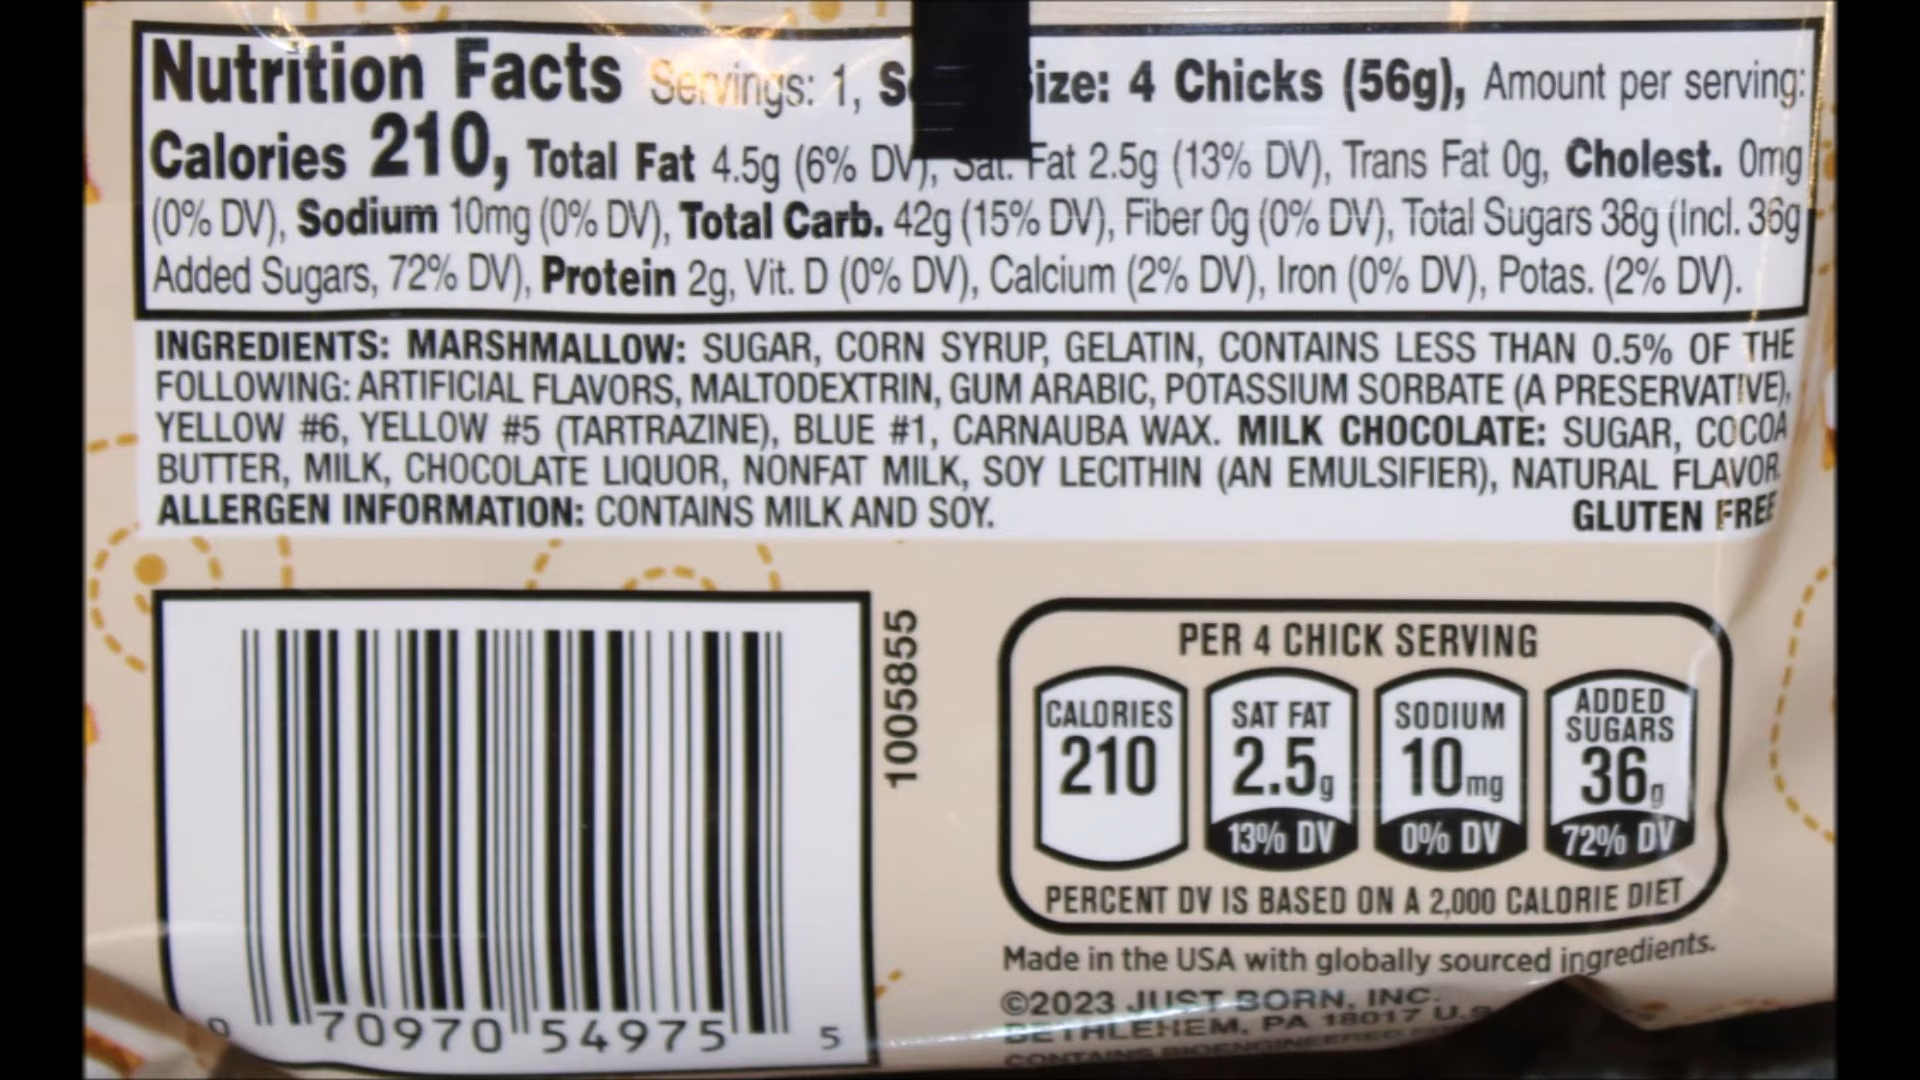 Nutrition Facts Servings: 1, S ize: 4 Chicks (56g), Amount per serving:
Calories 210, Total Fat 4.5g (6% DV), Sat. Fat 2.5g (13% DV), Trans Fat 0g, Cholest. 0mg
(0% DV), Sodium 10mg (0% DV), Total Carb. 42g (15% DV), Fiber 0g (0% DV), Total Sugars 38g (Incl. 36g
Added Sugars, 72% DV), Protein 2g, Vit. D (0% DV), Calcium (2% DV), Iron (0% DV), Potas. (2% DV).
INGREDIENTS: MARSHMALLOW: SUGAR, CORN SYRUP, GELATIN, CONTAINS LESS THAN 0.5% OF THE
FOLLOWING: ARTIFICIAL FLAVORS, MALTODEXTRIN, GUM ARABIC, POTASSIUM SORBATE (A PRESERVATIVE),
YELLOW #6, YELLOW #5 (TARTRAZINE), BLUE #1, CARNAUBA WAX. MILK CHOCOLATE: SUGAR, COCOA
BUTTER, MILK, CHOCOLATE LIQUOR, NONFAT MILK, SOY LECITHIN (AN EMULSIFIER), NATURAL FLAVOR.
ALLERGEN INFORMATION: CONTAINS MILK AND SOY. GLUTEN FREE
0 70970 54975 5
1005855
PER 4 CHICK SERVING
CALORIES
210
SAT FAT
2.5g
13% DV
SODIUM
10mg
0% DV
ADDED
SUGARS
36g
72% DV
PERCENT DV IS BASED ON A 2,000 CALORIE DIET
Made in the USA with globally sourced ingredients.
©2023 JUST BORN, INC.
BETHLEHEM, PA 18017 U.S
CONTAINS BIOENGINEERED